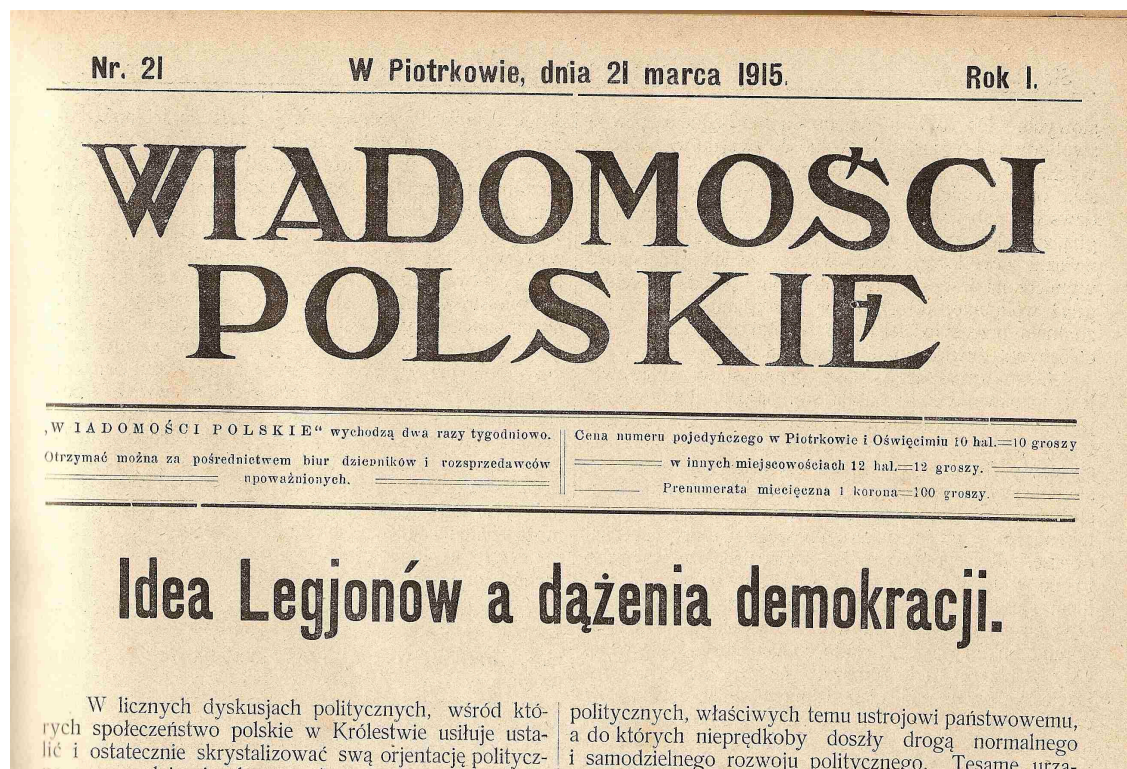 Nr. 21 W Piotrkowie, dnia 21 marca 1915. Rok I.
WIADOMOŚCI
POLSKIE
„WIADOMOŚCI POLSKIE“ wychodzą dwa razy tygodniowo.
Otrzymać można za pośrednictwem biur dzienników i rozsprzedawców
upoważnionych.
Cena numeru pojedyńczego w Piotrkowie i Oświęcimiu 10 hal.=10 groszy
w innych miejscowościach 12 hal.=12 groszy.
Prenumerata miecięczna 1 korona=100 groszy.
Idea Legjonów a dążenia demokracji.
W licznych dyskusjach politycznych, wśród któ-
rych społeczeństwo polskie w Królestwie usiłuje usta-
lić i ostatecznie skrystalizować swą orjentację politycz-
politycznych, właściwych temu ustrojowi państwowemu,
a do których nieprędkoby doszły drogą normalnego
i samodzielnego rozwoju politycznego. Tesame urzą-